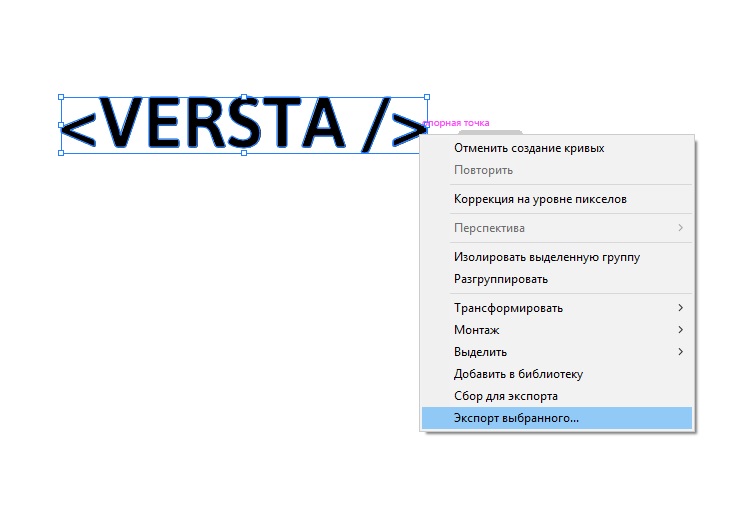 <VERSTA />
опорная точка
Отменить создание кривых
Повторить
Коррекция на уровне пикселов
Перспектива
Изолировать выделенную группу
Разгруппировать
Трансформировать
Монтаж
Выделить
Добавить в библиотеку
Сбор для экспорта
Экспорт выбранного...